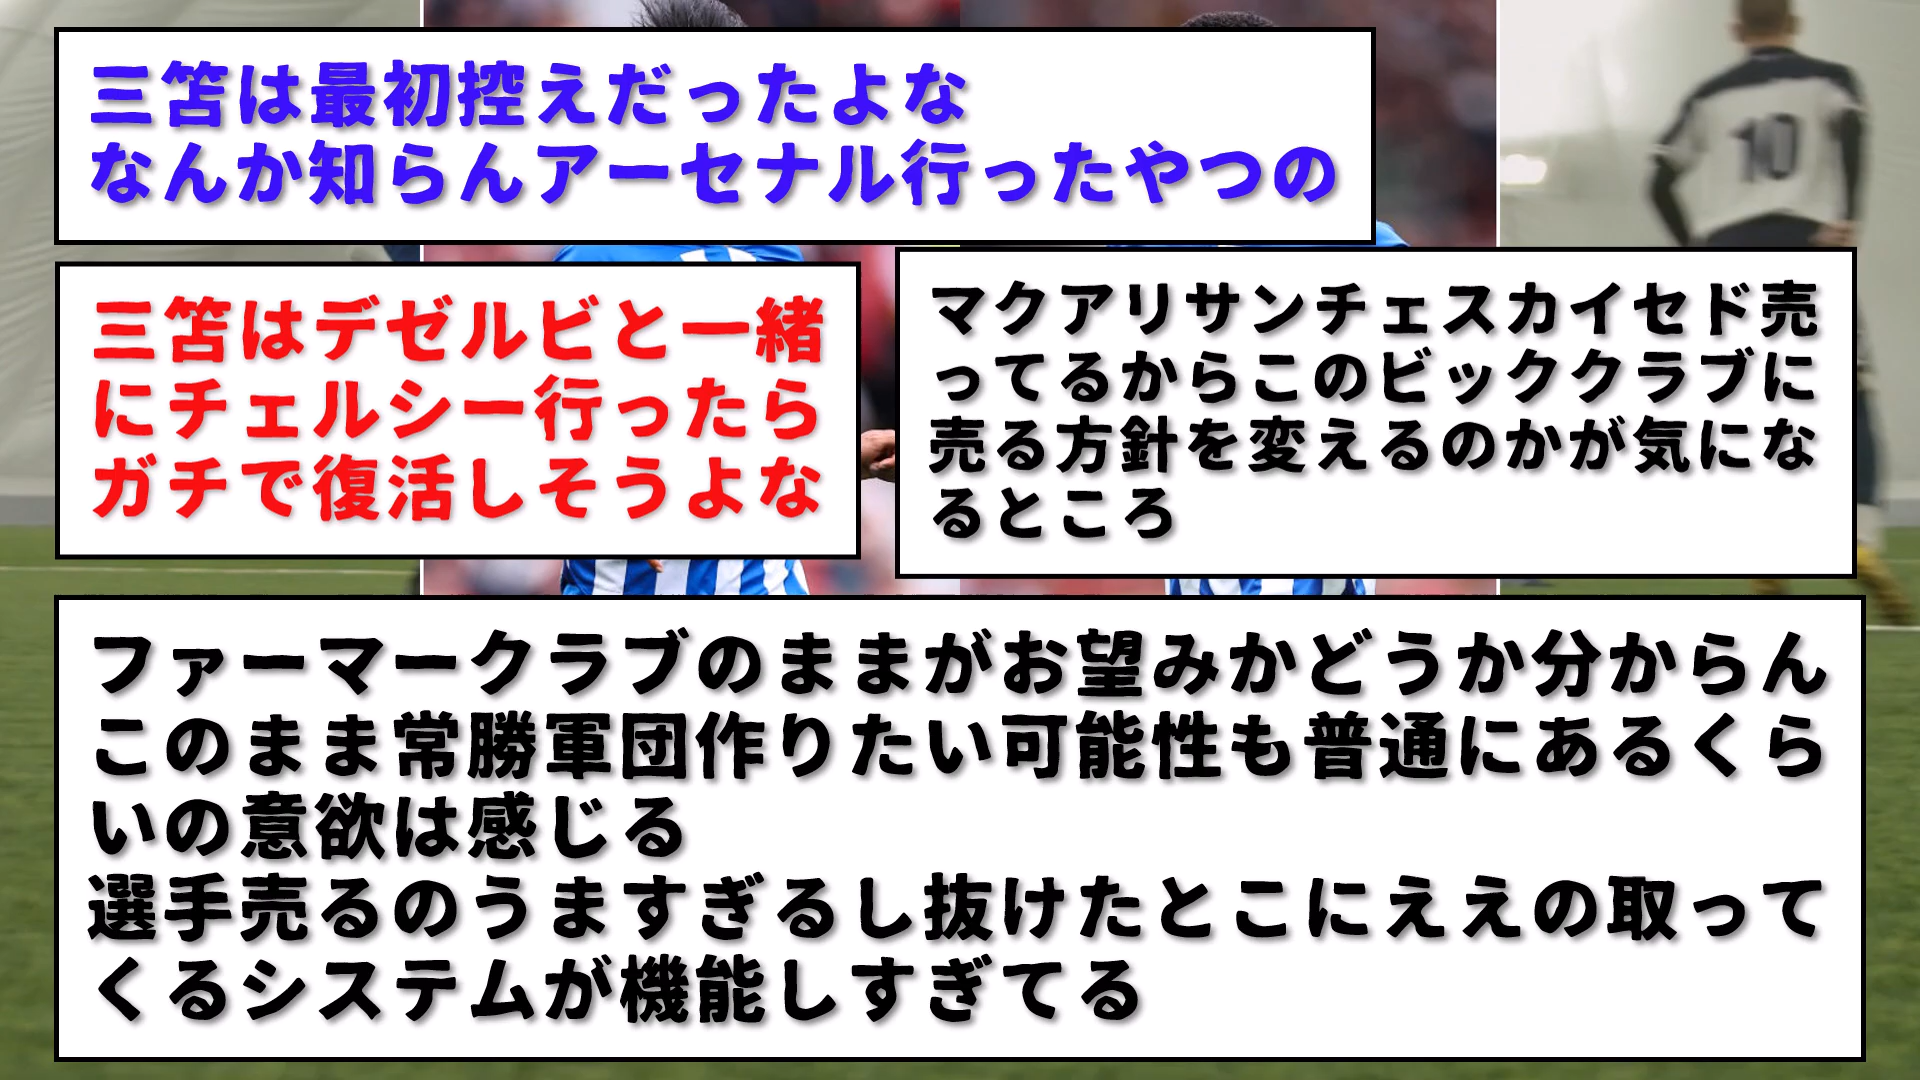 三笘は最初控えだったよな
なんか知らんアーセナル行ったやつの
三笘はデゼルビと一緒
にチェルシー行ったら
ガチで復活しそうよな
マクアリサンチェスカイセド売
ってるからこのビッククラブに
売る方針を変えるのかが気にな
るところ
ファーマークラブのままがお望みかどうか分からん
このまま常勝軍団作りたい可能性も普通にあるくら
いの意欲は感じる
選手売るのうますぎるし抜けたとこにええの取って
くるシステムが機能しすぎてる
10